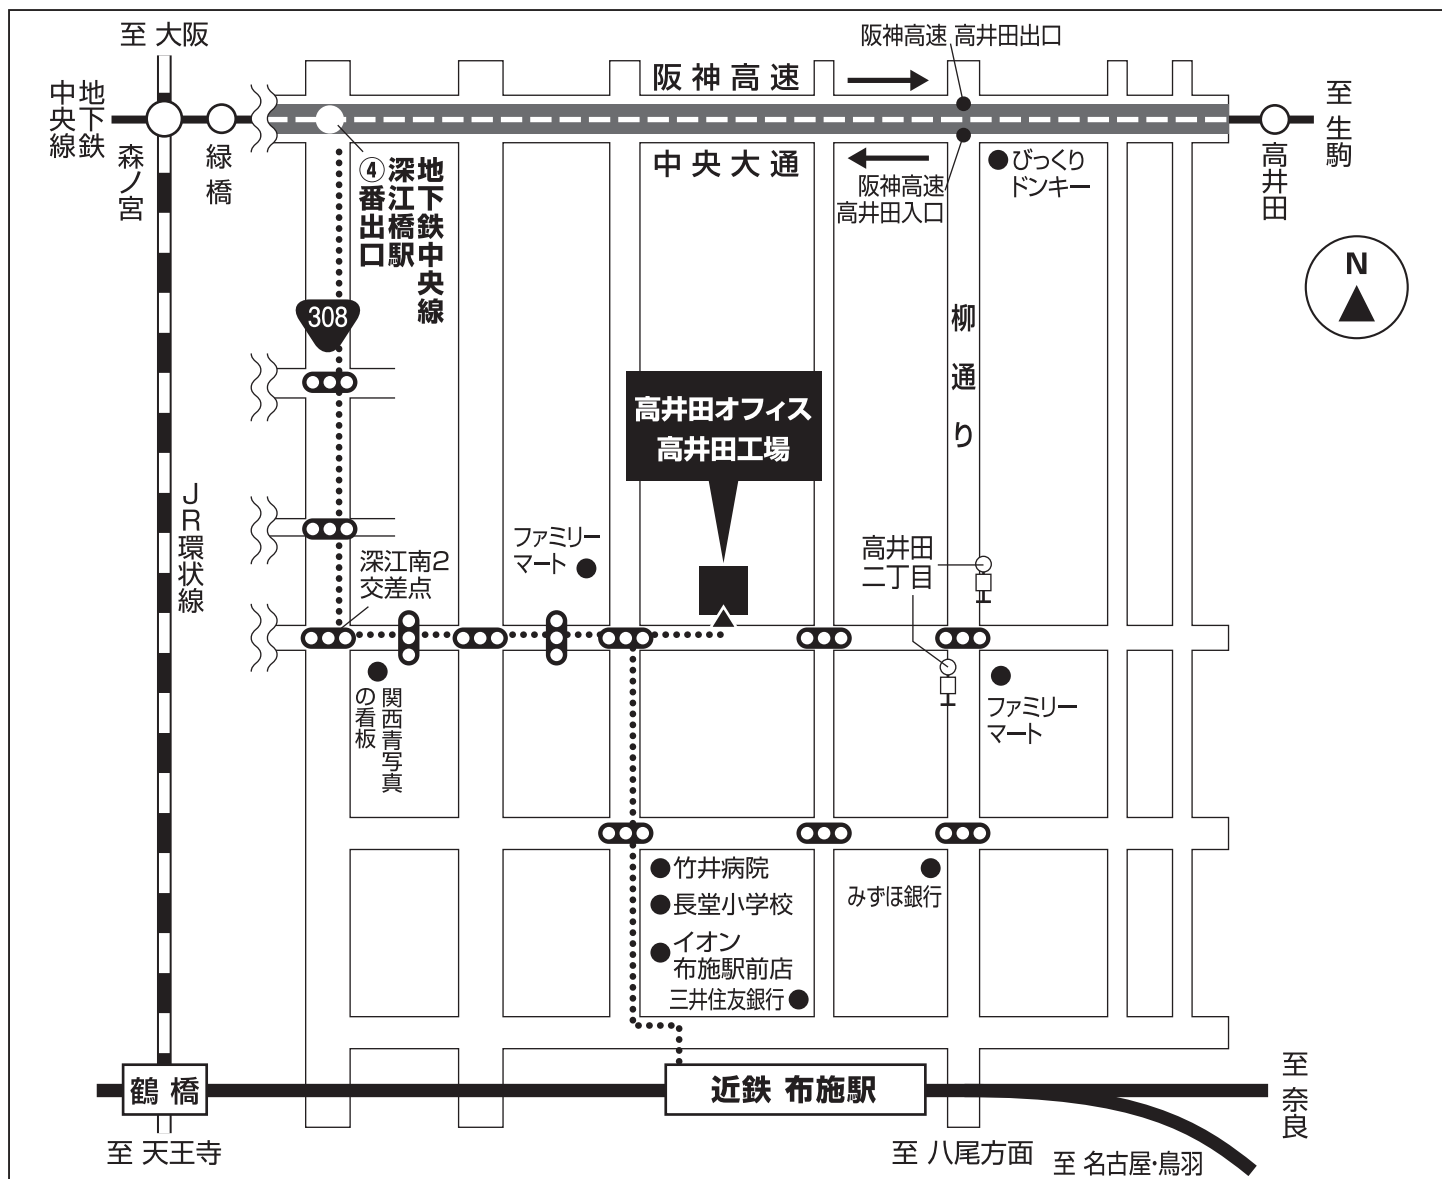 至 大阪
阪神高速 高井田出口
阪神高速
地下鉄
中央線
森ノ宮
緑橋
至 生駒
高井田
地下鉄中央線
深江橋駅
④番出口
中央大通
びっくり
ドンキー
阪神高速
高井田入口
N
308
柳通り
高井田オフィス
高井田工場
JR環状線
ファミリー
マート
深江南2
交差点
高井田
二丁目
関西青写真
の看板
ファミリー
マート
竹井病院
長堂小学校
イオン
布施駅前店
三井住友銀行
みずほ銀行
鶴橋
近鉄 布施駅
至 奈良
至 天王寺
至 八尾方面
至 名古屋・鳥羽